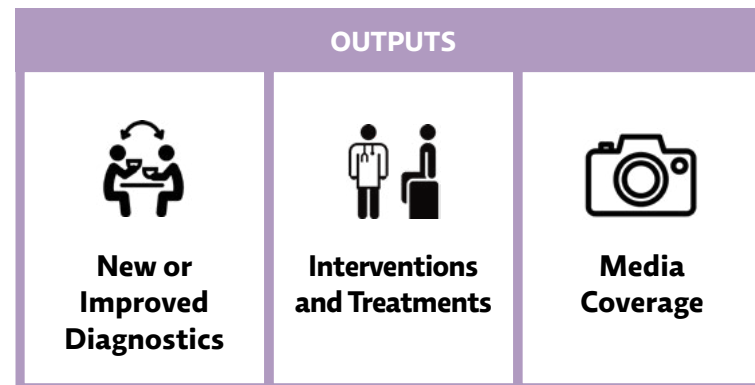 OUTPUTS
New or
Improved
Diagnostics
Interventions
and Treatments
Media
Coverage